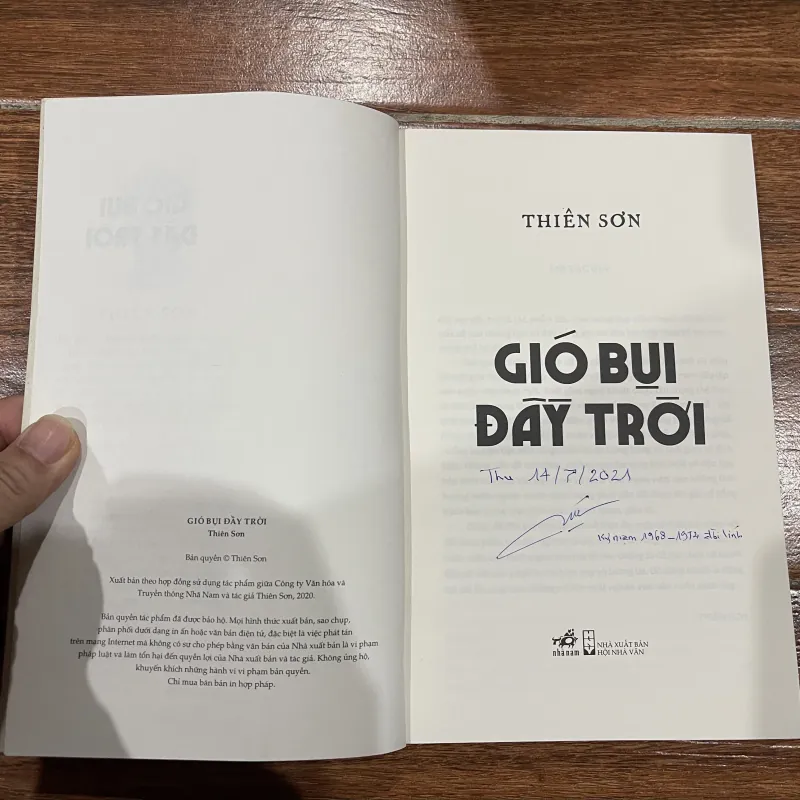 GIÓ BỤI ĐẦY TRỜI
Thiên Sơn
Bản quyền © Thiên Sơn
Xuất bản theo hợp đồng sử dụng tác phẩm giữa Công ty Văn hóa và
Truyền thông Nhã Nam và tác giả Thiên Sơn, 2020.
Bản quyền tác phẩm đã được bảo hộ. Mọi hình thức xuất bản, sao chụp,
phân phối dưới dạng in ấn hoặc văn bản điện tử, đặc biệt là việc phát tán
trên mạng Internet mà không có sự cho phép bằng văn bản của Nhà xuất bản là vi phạm
pháp luật và làm tổn hại đến quyền lợi của Nhà xuất bản và tác giả. Không ủng hộ,
khuyến khích những hành vi vi phạm bản quyền.
Chỉ mua bán bản in hợp pháp.
THIÊN SƠN
GIÓ BỤI
ĐẦY TRỜI
Thu 14/7/2021
Kỷ niệm 1968-1972 đời lính
nhã nam
NHÀ XUẤT BẢN
HỘI NHÀ VĂN